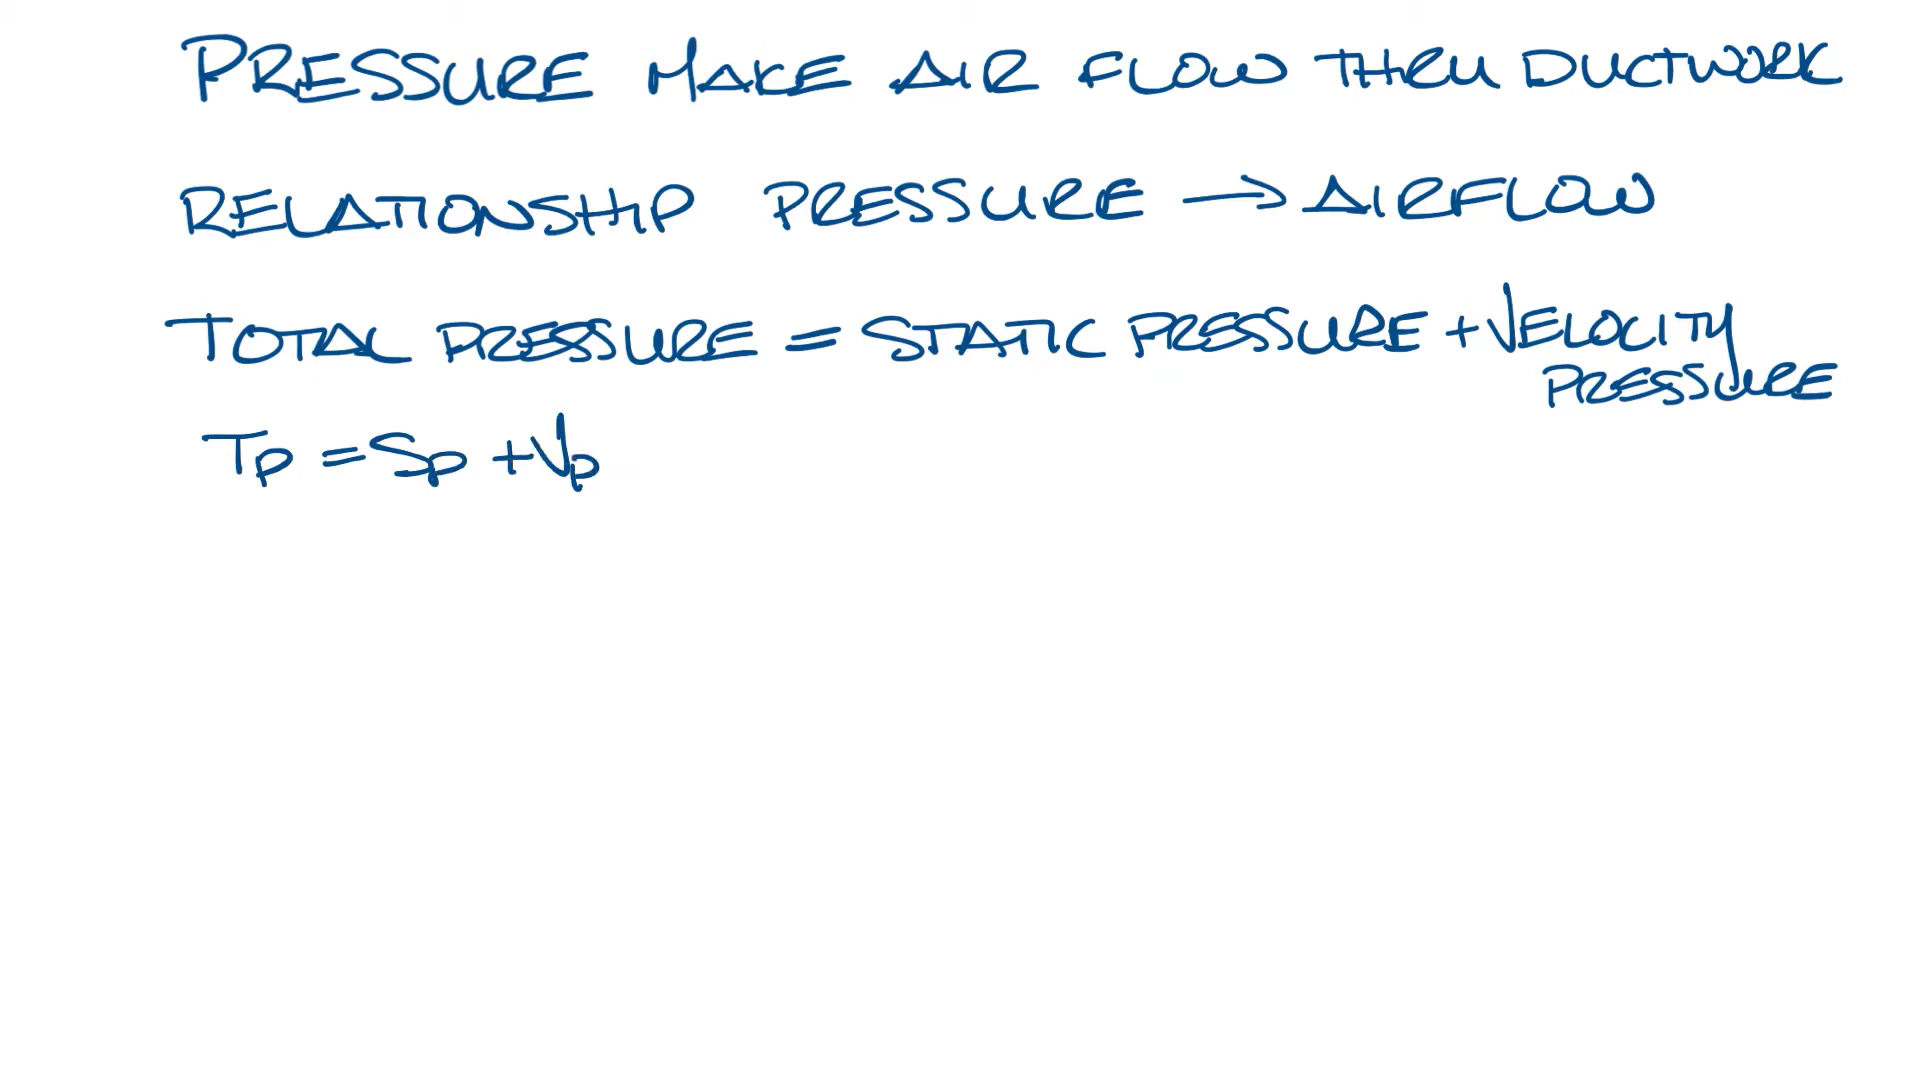 PRESSURE MAKE AIR FLOW THRU DUCTWORK
RELATIONSHIP PRESSURE → AIRFLOW
TOTAL PRESSURE = STATIC PRESSURE + VELOCITY
PRESSURE
Tp = Sp + Vp